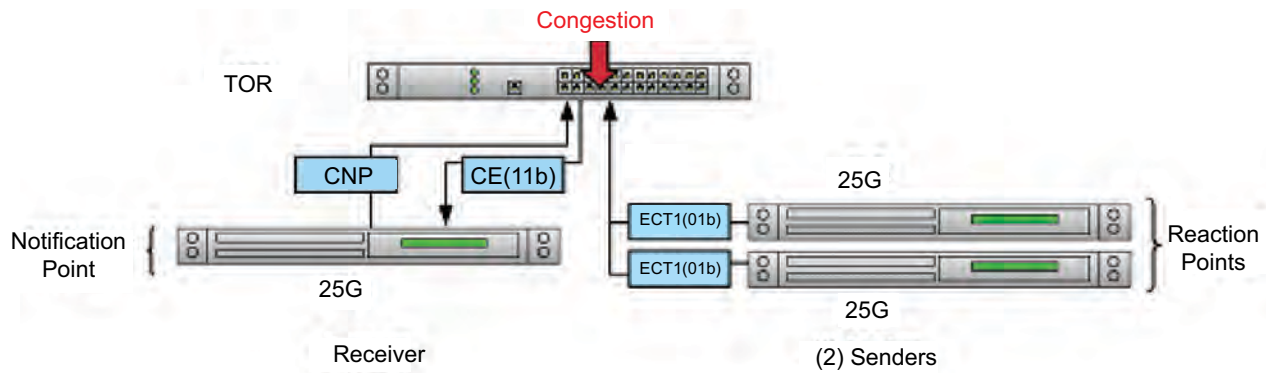 Congestion
TOR
CNP
CE(11b)
25G
ECT1(01b)
ECT1(01b)
Notification
Point
Reaction
Points
25G
25G
Receiver
(2) Senders